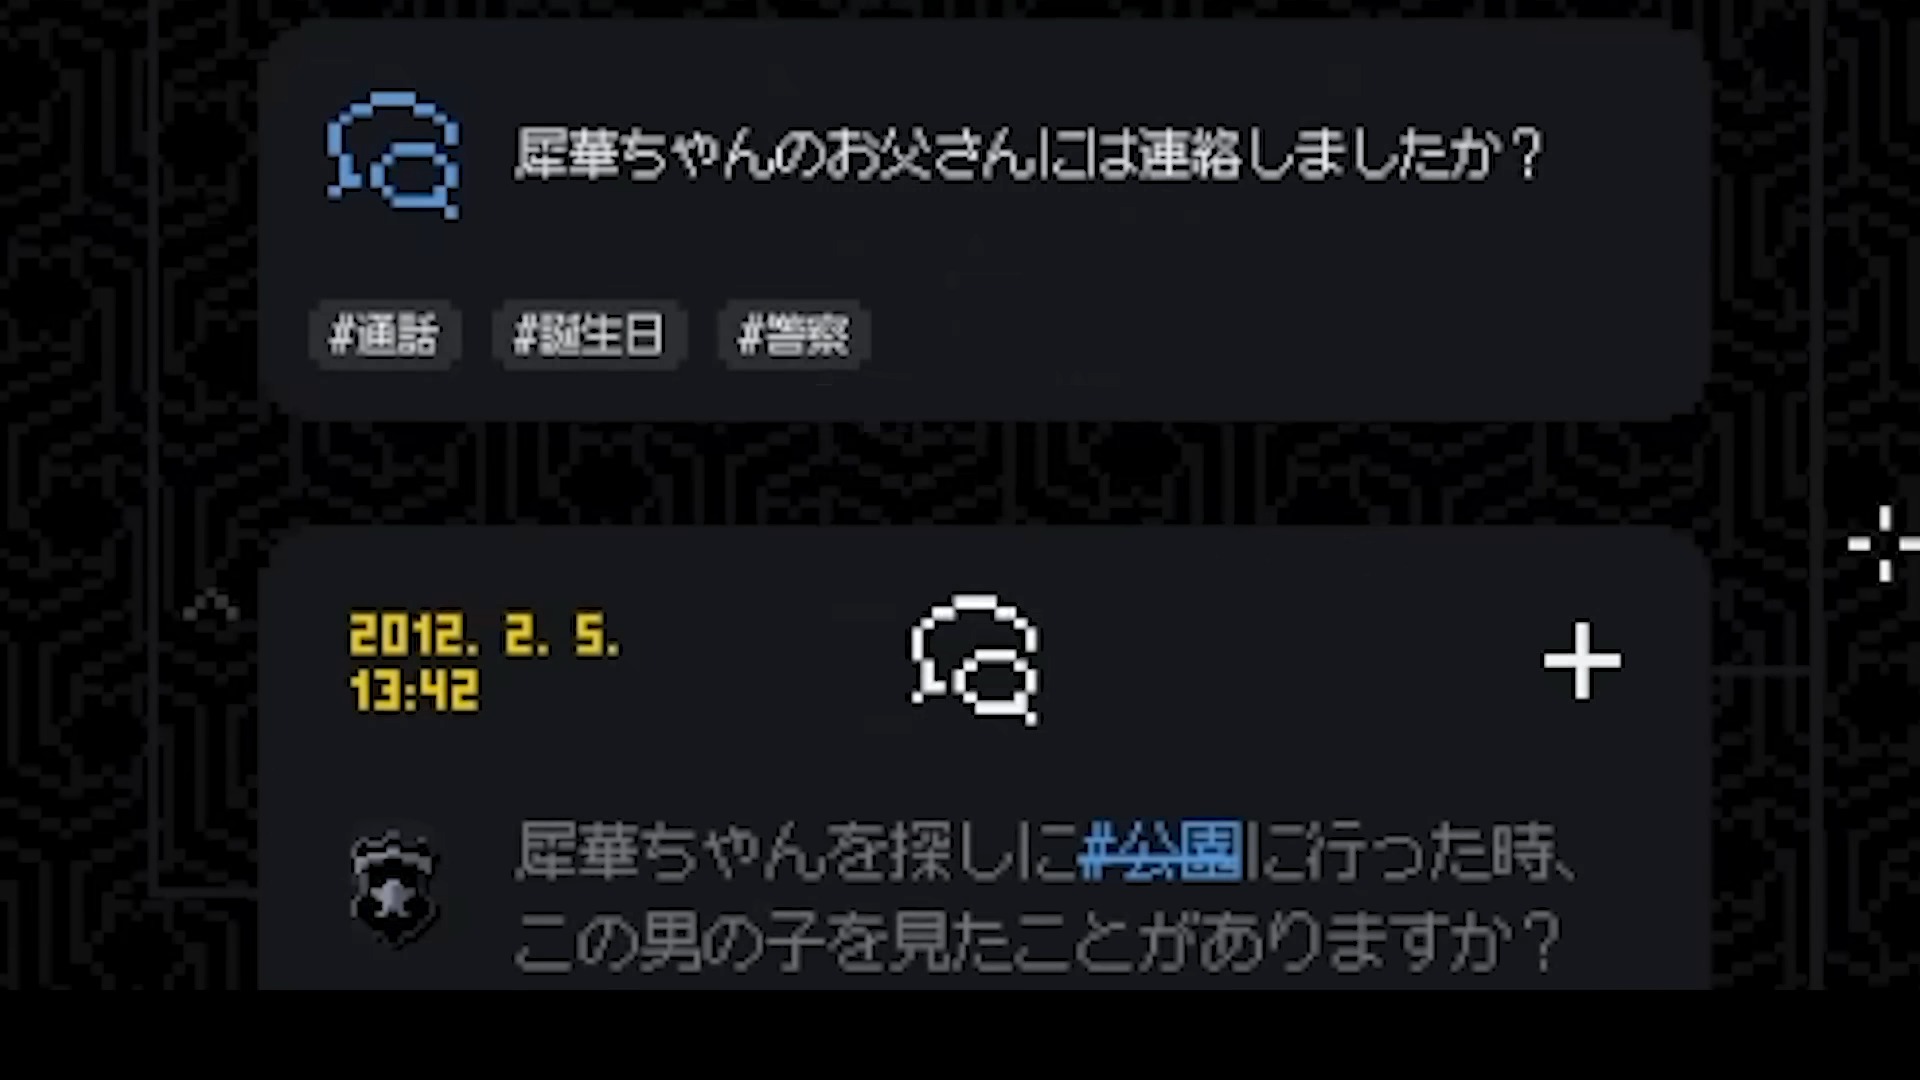 犀華ちゃんのお父さんには連絡しましたか？
#通話 #誕生日 #警察
2012. 2. 5.
13:42
犀華ちゃんを探しに#公園に行った時、
この男の子を見たことがありますか？